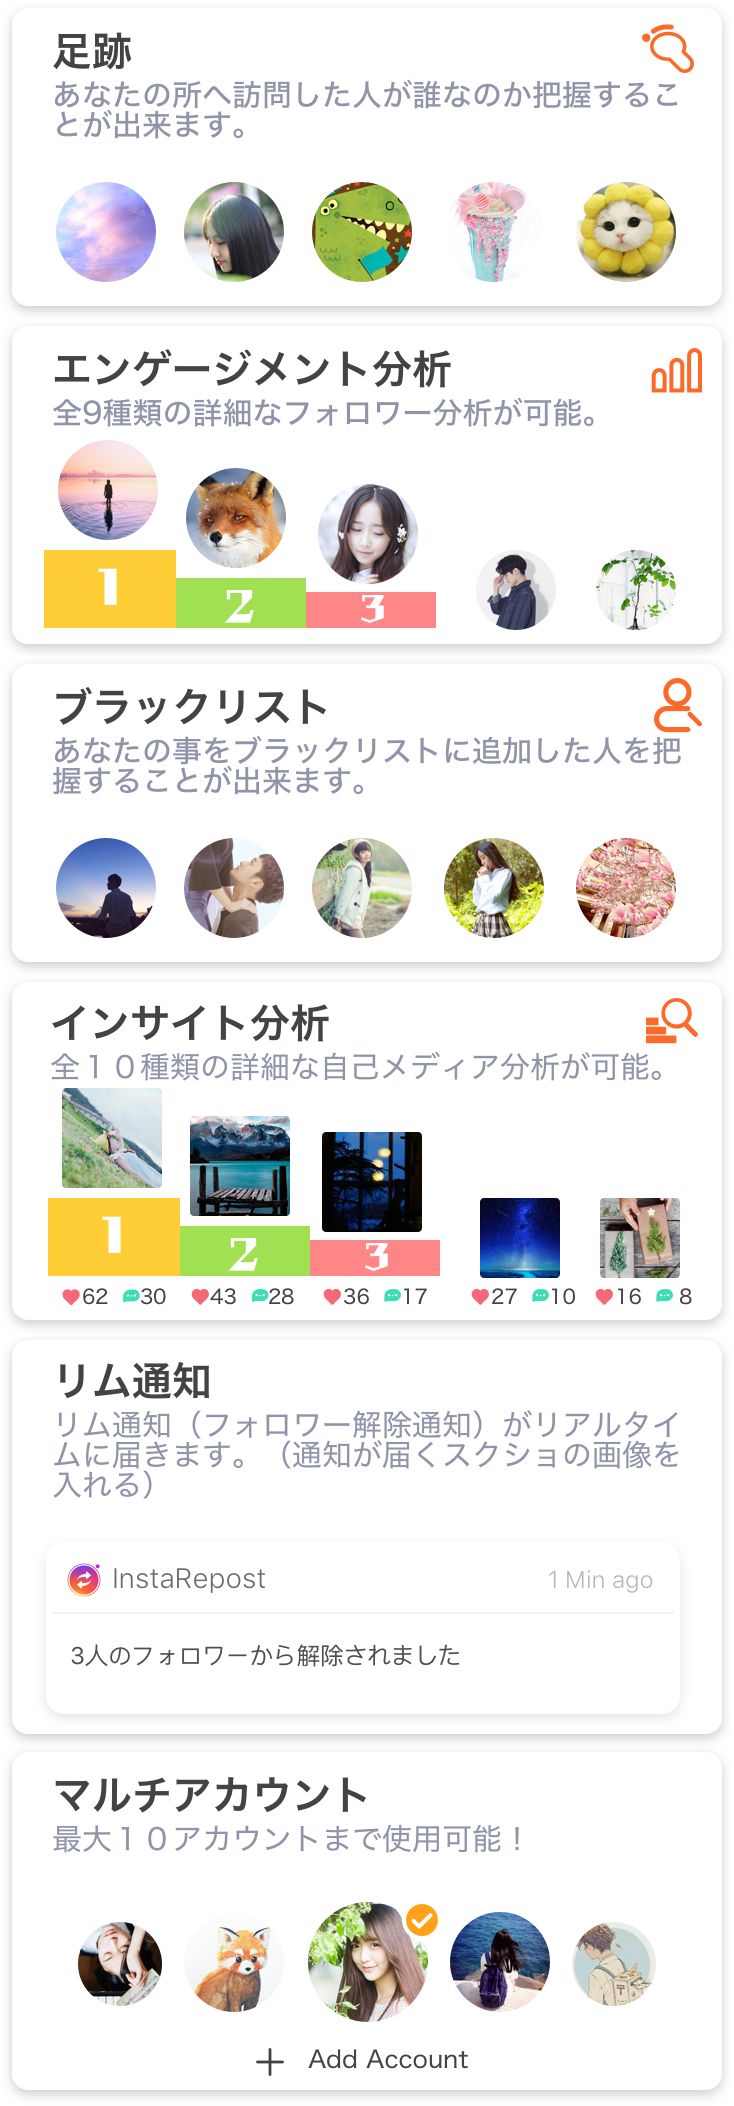 足跡
あなたの所へ訪問した人が誰なのか把握するこ
とが出来ます。
エンゲージメント分析
全9種類の詳細なフォロワー分析が可能。
1
2
3
ブラックリスト
あなたの事をブラックリストに追加した人を把
握することが出来ます。
インサイト分析
全１０種類の詳細な自己メディア分析が可能。
1
2
3
62 30 43 28 36 17 27 10 16 8
リム通知
リム通知（フォロワー解除通知）がリアルタイ
ムに届きます。（通知が届くスクショの画像を
入れる）
InstaRepost 1 Min ago
3人のフォロワーから解除されました
マルチアカウント
最大１０アカウントまで使用可能！
Add Account